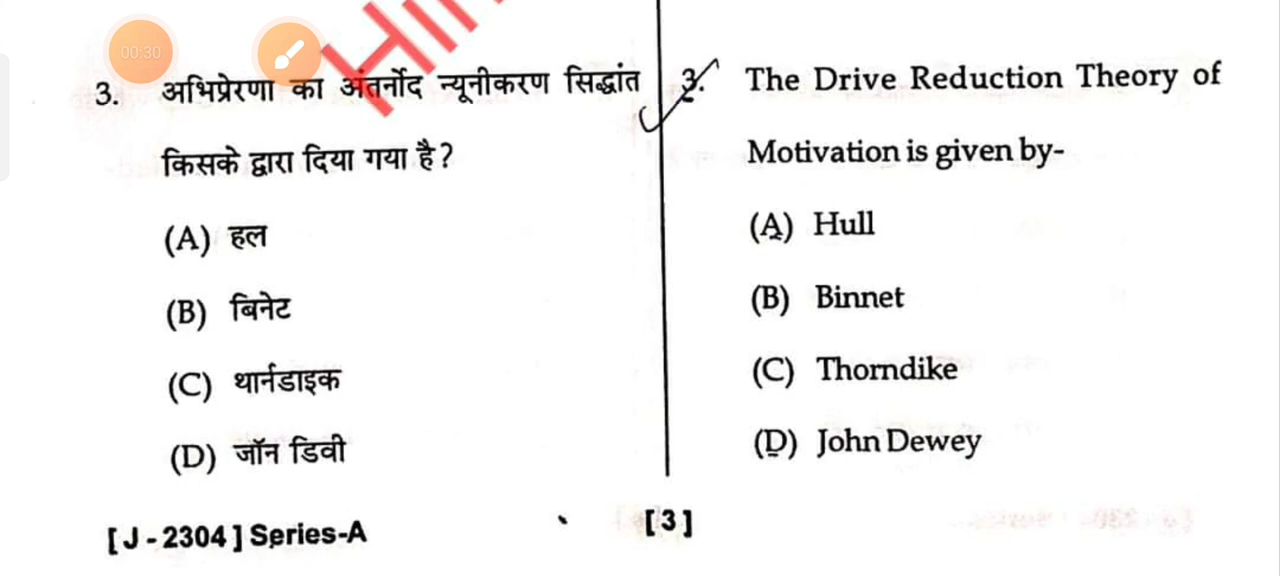 00:30
3. अभिप्रेरणा का अंतर्नोद न्यूनीकरण सिद्धांत
किसके द्वारा दिया गया है?
(A) हल
(B) बिनेट
(C) थार्नडाइक
(D) जॉन डिवी
[ J - 2304 ] Series-A
3. The Drive Reduction Theory of
Motivation is given by-
(A) Hull
(B) Binnet
(C) Thorndike
(D) John Dewey
[ 3 ]